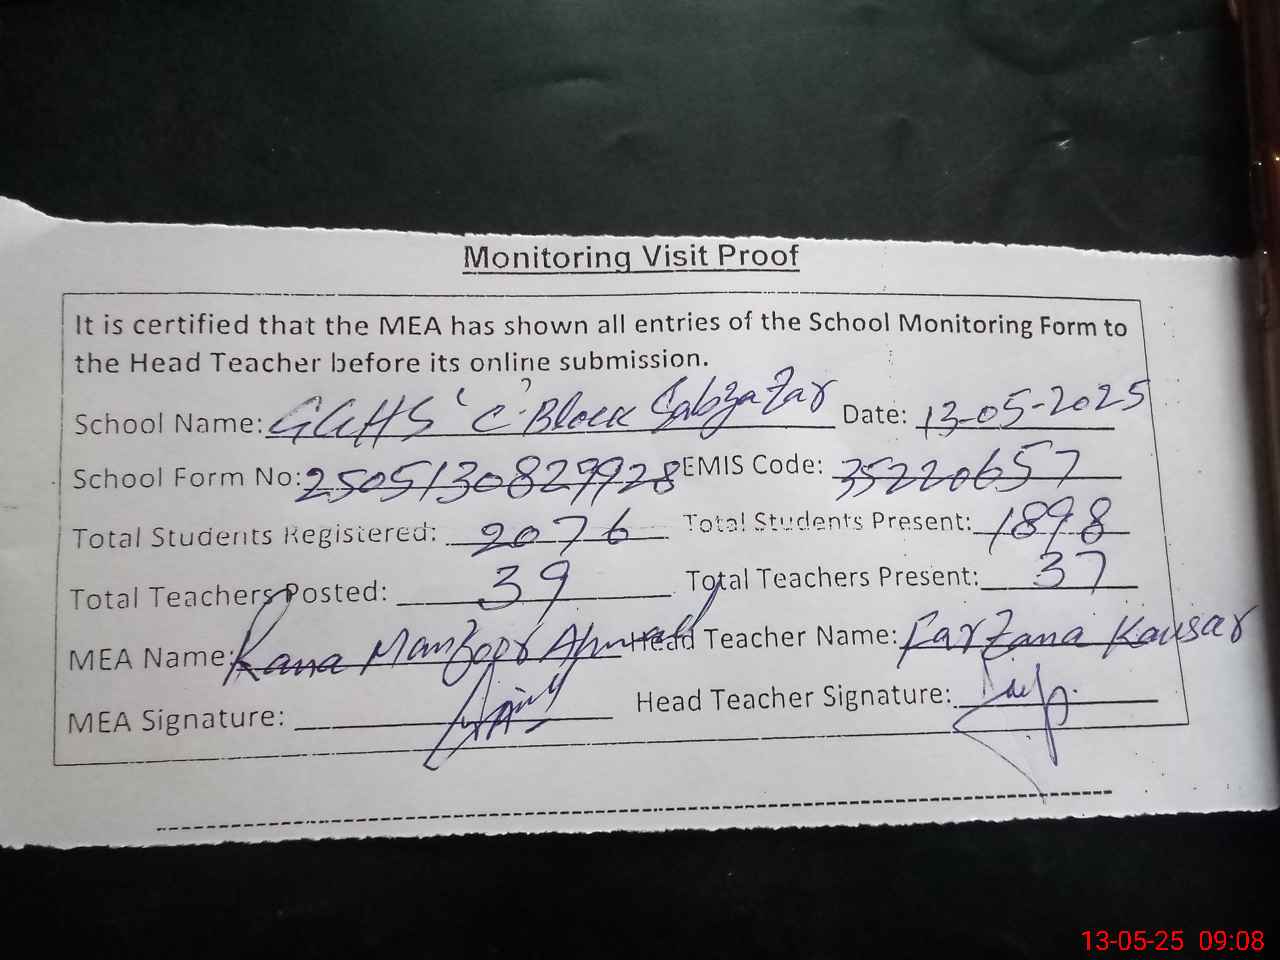 Monitoring Visit Proof
It is certified that the MEA has shown all entries of the School Monitoring Form to
the Head Teacher before its online submission.
School Name: GGHS 'C' Block Sabzazar Date: 13-05-2025
School Form No: 2505130829928 EMIS Code: 35220657
Total Students Registered: 2076 Total Students Present: 1898
Total Teachers Posted: 39 Total Teachers Present: 37
MEA Name: Rana Manzoor Ahmad Head Teacher Name: Farzana Kausar
MEA Signature: Head Teacher Signature:
13-05-25 09:08